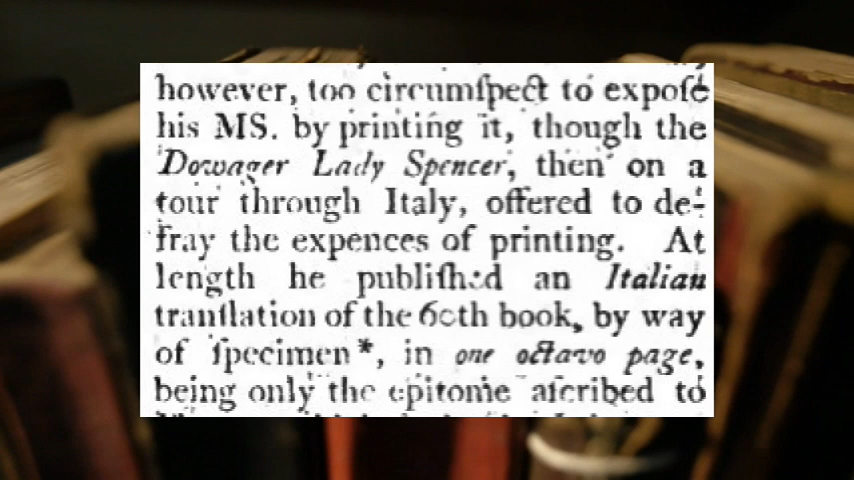 however, too circumſpect to expoſe
his MS. by printing it, though the
Dowager Lady Spencer, then on a
tour through Italy, offered to de-
fray the expences of printing. At
length he publiſhed an Italian
tranſlation of the 60th book, by way
of ſpecimen*, in one octavo page,
being only the epitome aſcribed to